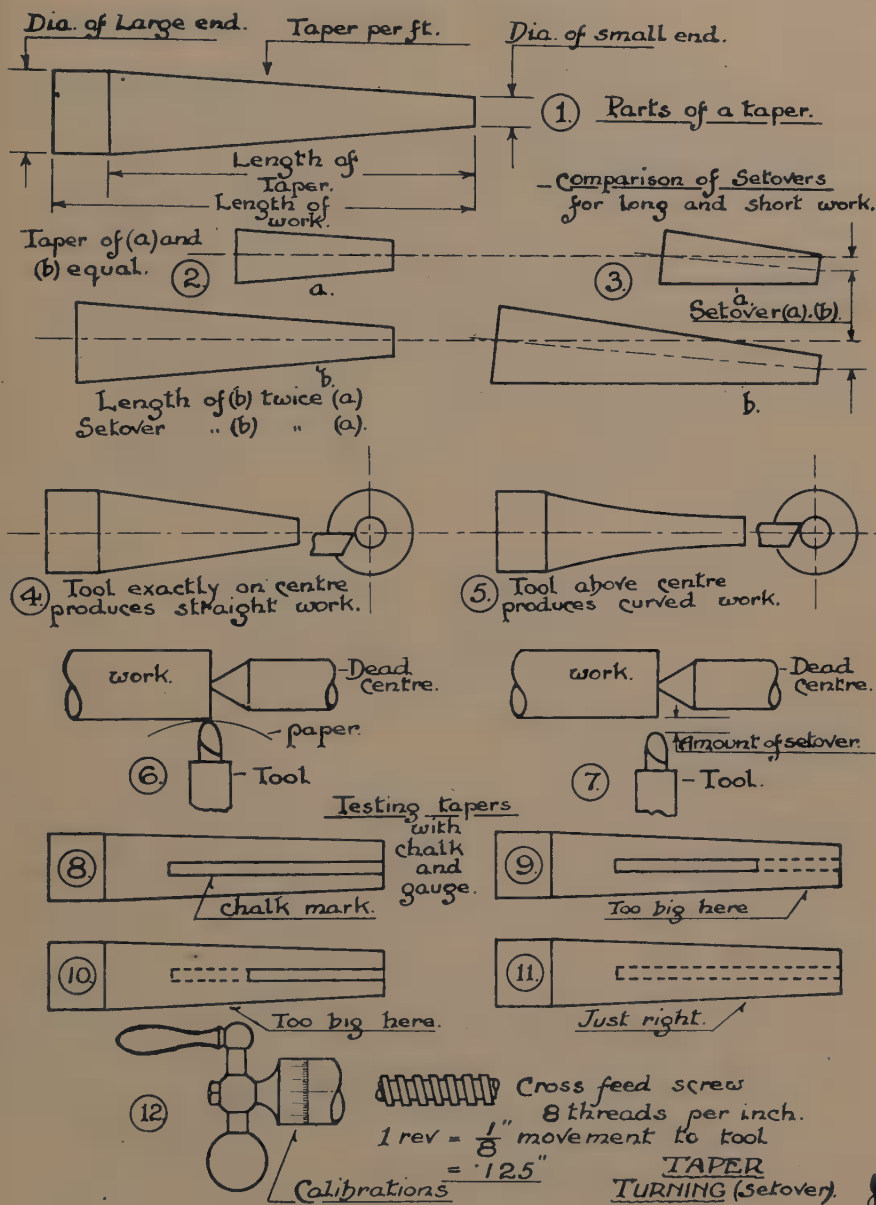 Dia. of Large end.
Taper per ft.
Dia. of small end.
1. Parts of a taper.
Length of
Taper.
Length of
work.
- Comparison of Setovers
for long and short work.
Taper of (a) and
(b) equal.
2.
a.
3.
a.
Setover (a). (b).
b.
b.
Length of (b) twice (a)
Setover „ (b) „ (a).
4. Tool exactly on centre
produces straight work.
5. Tool above centre
produces curved work.
work.
Dead
centre.
paper.
6.
Tool
work.
Dead
centre.
Amount of setover.
7.
Tool.
Testing tapers
with
chalk
and
gauge.
8.
chalk mark.
9.
Too big here
10.
Too big here.
11.
Just right.
12.
Calibrations
Cross feed screw
8 threads per inch.
1 rev = 1/8" movement to tool
= .125"
TAPER
TURNING (setover).